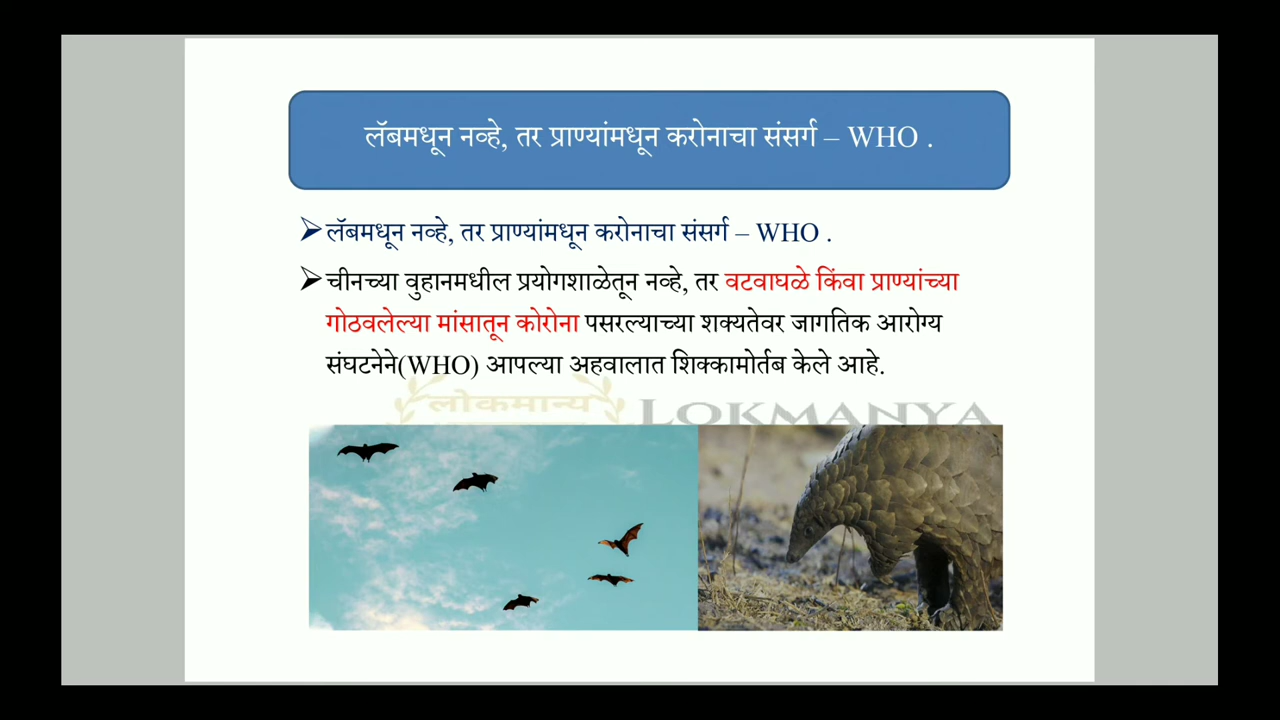 लॅबमधून नव्हे, तर प्राण्यांमधून करोनाचा संसर्ग – WHO .
➢लॅबमधून नव्हे, तर प्राण्यांमधून करोनाचा संसर्ग – WHO .
➢चीनच्या वुहानमधील प्रयोगशाळेतून नव्हे, तर वटवाघळे किंवा प्राण्यांच्या
गोठवलेल्या मांसातून कोरोना पसरल्याच्या शक्यतेवर जागतिक आरोग्य
संघटनेने(WHO) आपल्या अहवालात शिक्कामोर्तब केले आहे.
लोकमान्य LOKMANYA